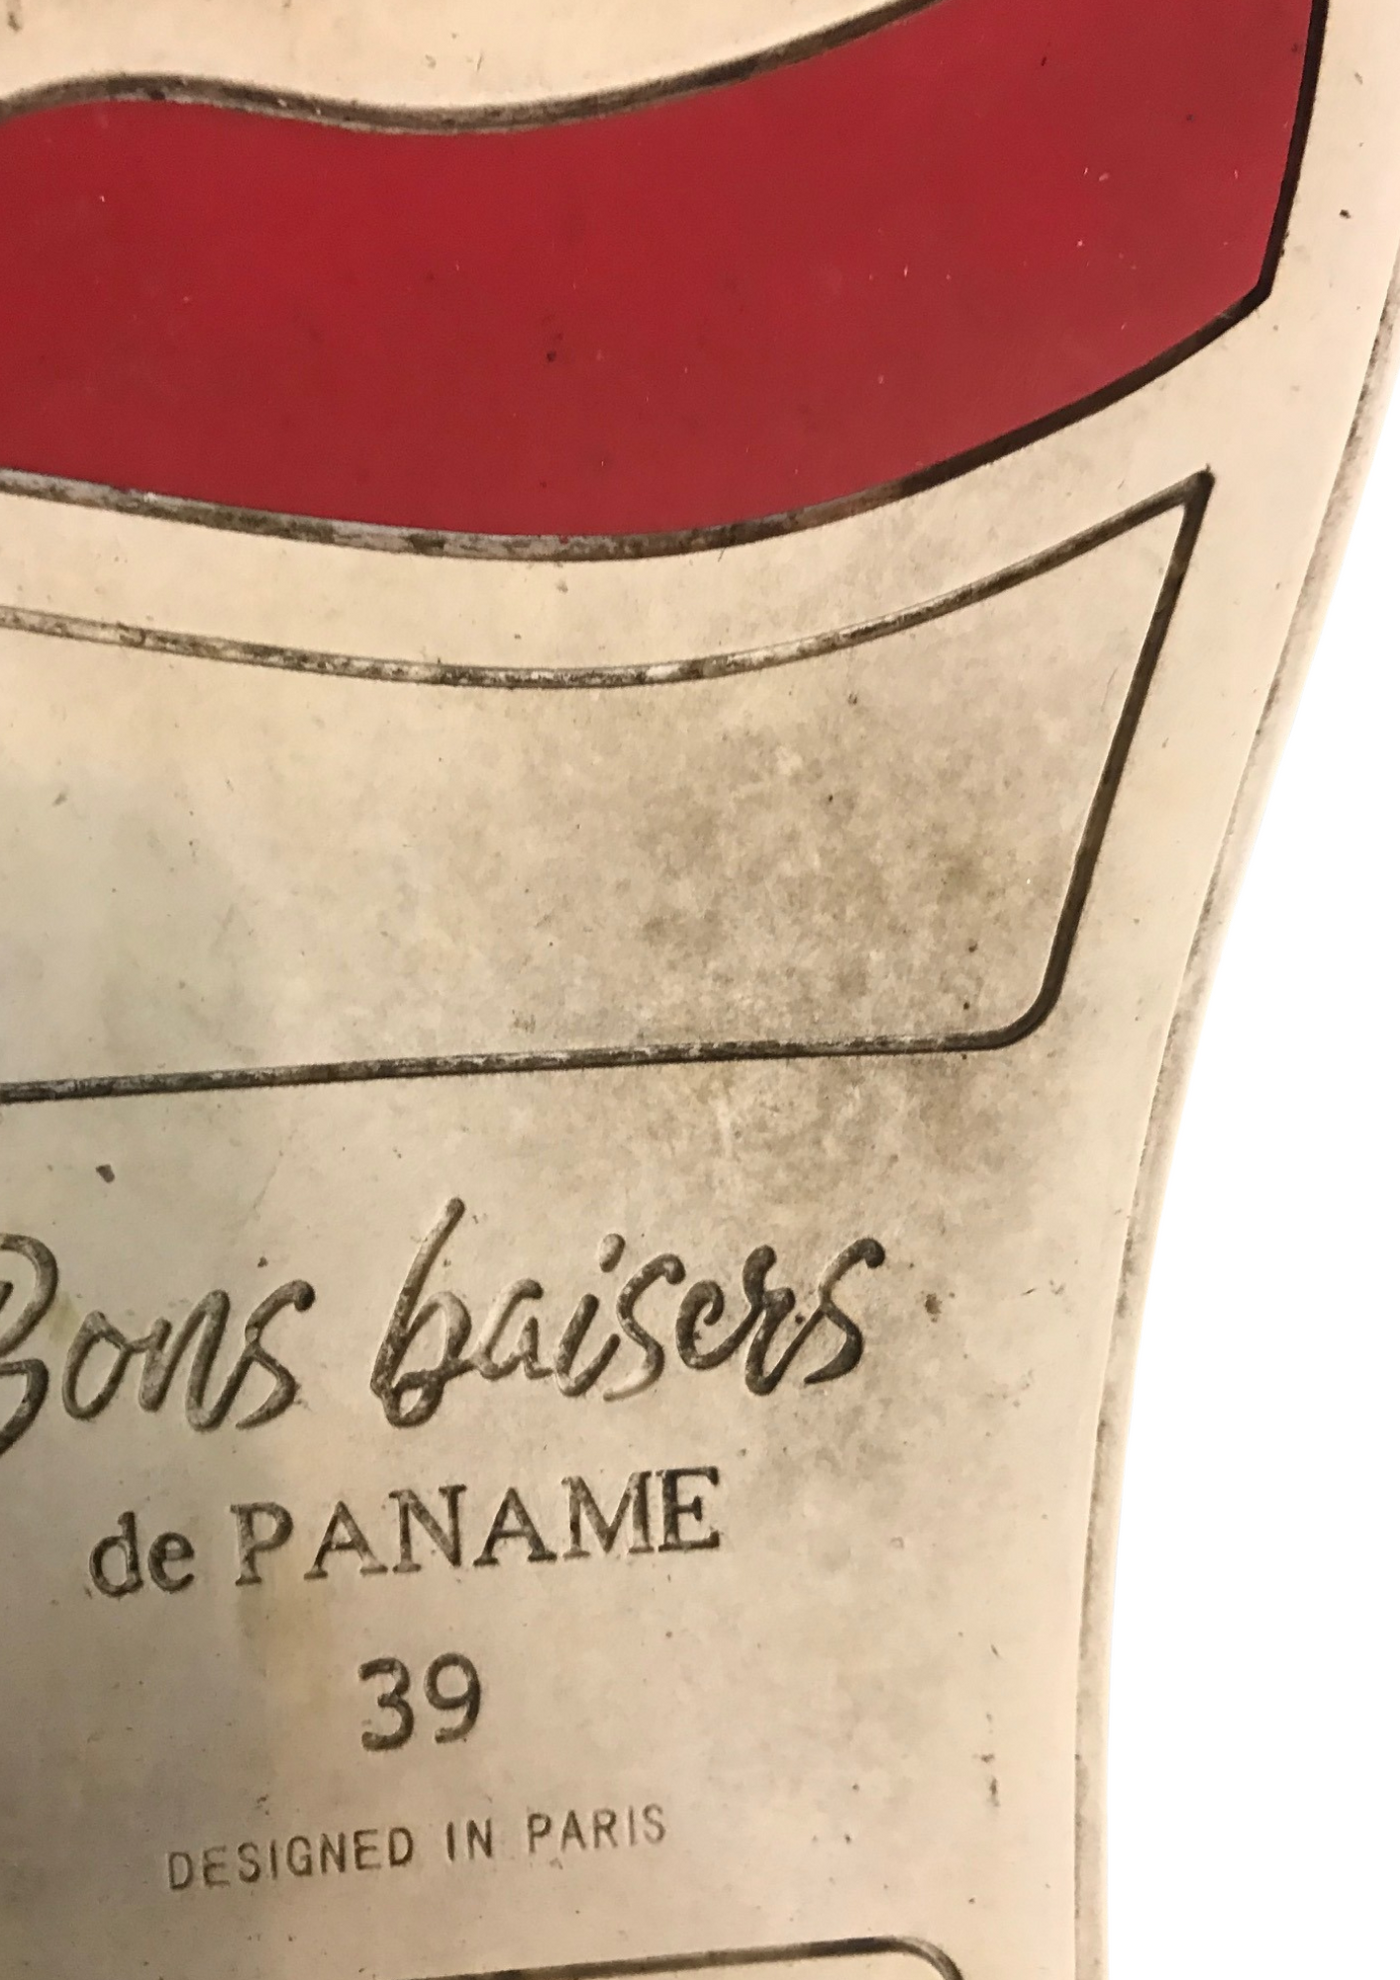 Bons baisers
de PANAME
39
DESIGNED IN PARIS